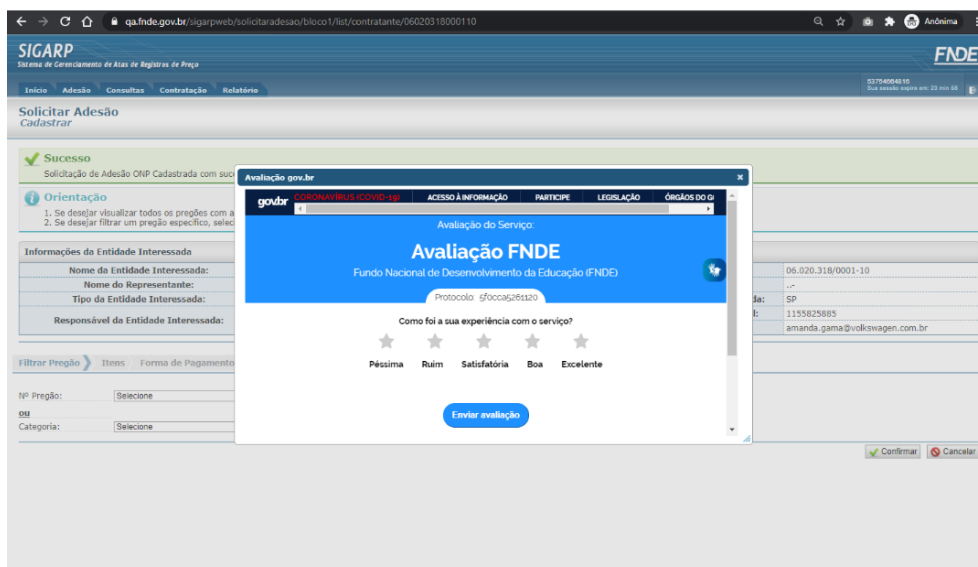 qa.fnde.gov.br/sigarpweb/solicitaradesao/bloco1/list/contratante/06020318000110
Anônima
SIGARP
Sistema de Gerenciamento de Atas de Registros de Preço
FNDE
Início Adesão Consultas Contratação Relatório
Sua sessão expira em: 23 min
Solicitar Adesão
Cadastrar
Sucesso
Solicitação de Adesão ONP Cadastrada com suc
Orientação
1. Se desejar visualizar todos os pregões com a
2. Se desejar filtrar um pregão específico, selec
Informações da Entidade Interessada
Nome da Entidade Interessada: 06.020.318/0001-10
Nome do Representante: ..-
Tipo da Entidade Interessada: da: SP
Responsável da Entidade Interessada: l: 1155825885
amanda.gama@volkswagen.com.br
Filtrar Pregão Itens Forma de Pagamento
Nº Pregão: Selecione
ou
Categoria: Selecione
Confirmar Cancelar
Avaliação gov.br x
gov.br CORONAVÍRUS (COVID-19) ACESSO À INFORMAÇÃO PARTICIPE LEGISLAÇÃO ÓRGÃOS DO G
Avaliação do Serviço:
Avaliação FNDE
Fundo Nacional de Desenvolvimento da Educação (FNDE)
Protocolo: 5f0cca5261120
Como foi a sua experiência com o serviço?
Péssima Ruim Satisfatória Boa Excelente
Enviar avaliação